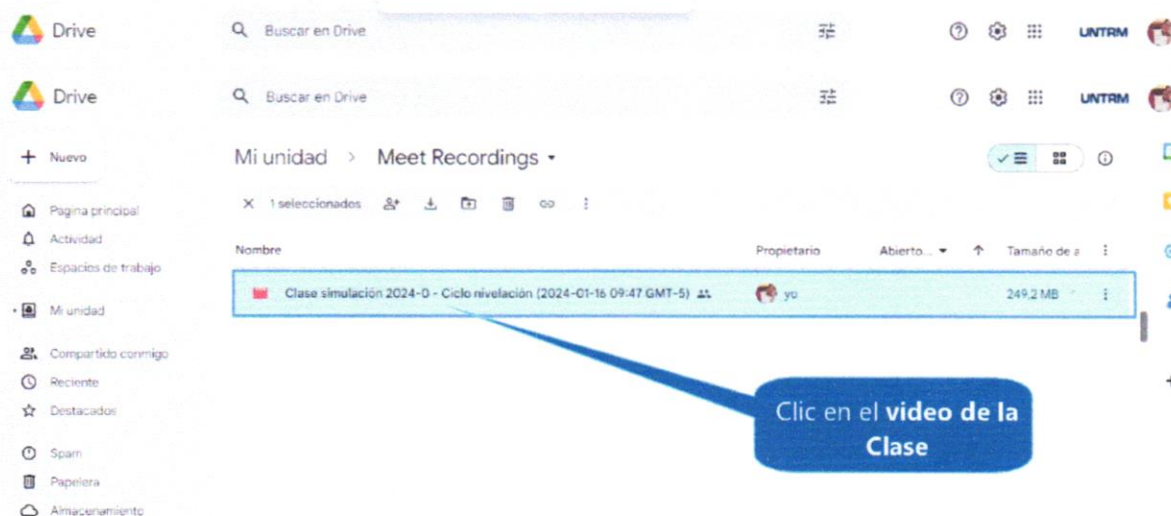 Drive
Buscar en Drive
UNTRM
Drive
Buscar en Drive
UNTRM
Nuevo
Mi unidad > Meet Recordings
1 seleccionados
Página principal
Actividad
Espacios de trabajo
Mi unidad
Compartido conmigo
Reciente
Destacados
Spam
Papelera
Almacenamiento
Nombre Propietario Abierto... Tamaño de a
Clase simulación 2024-0 - Ciclo nivelación (2024-01-16 09:47 GMT-5) yo 249,2 MB
Clic en el video de la
Clase